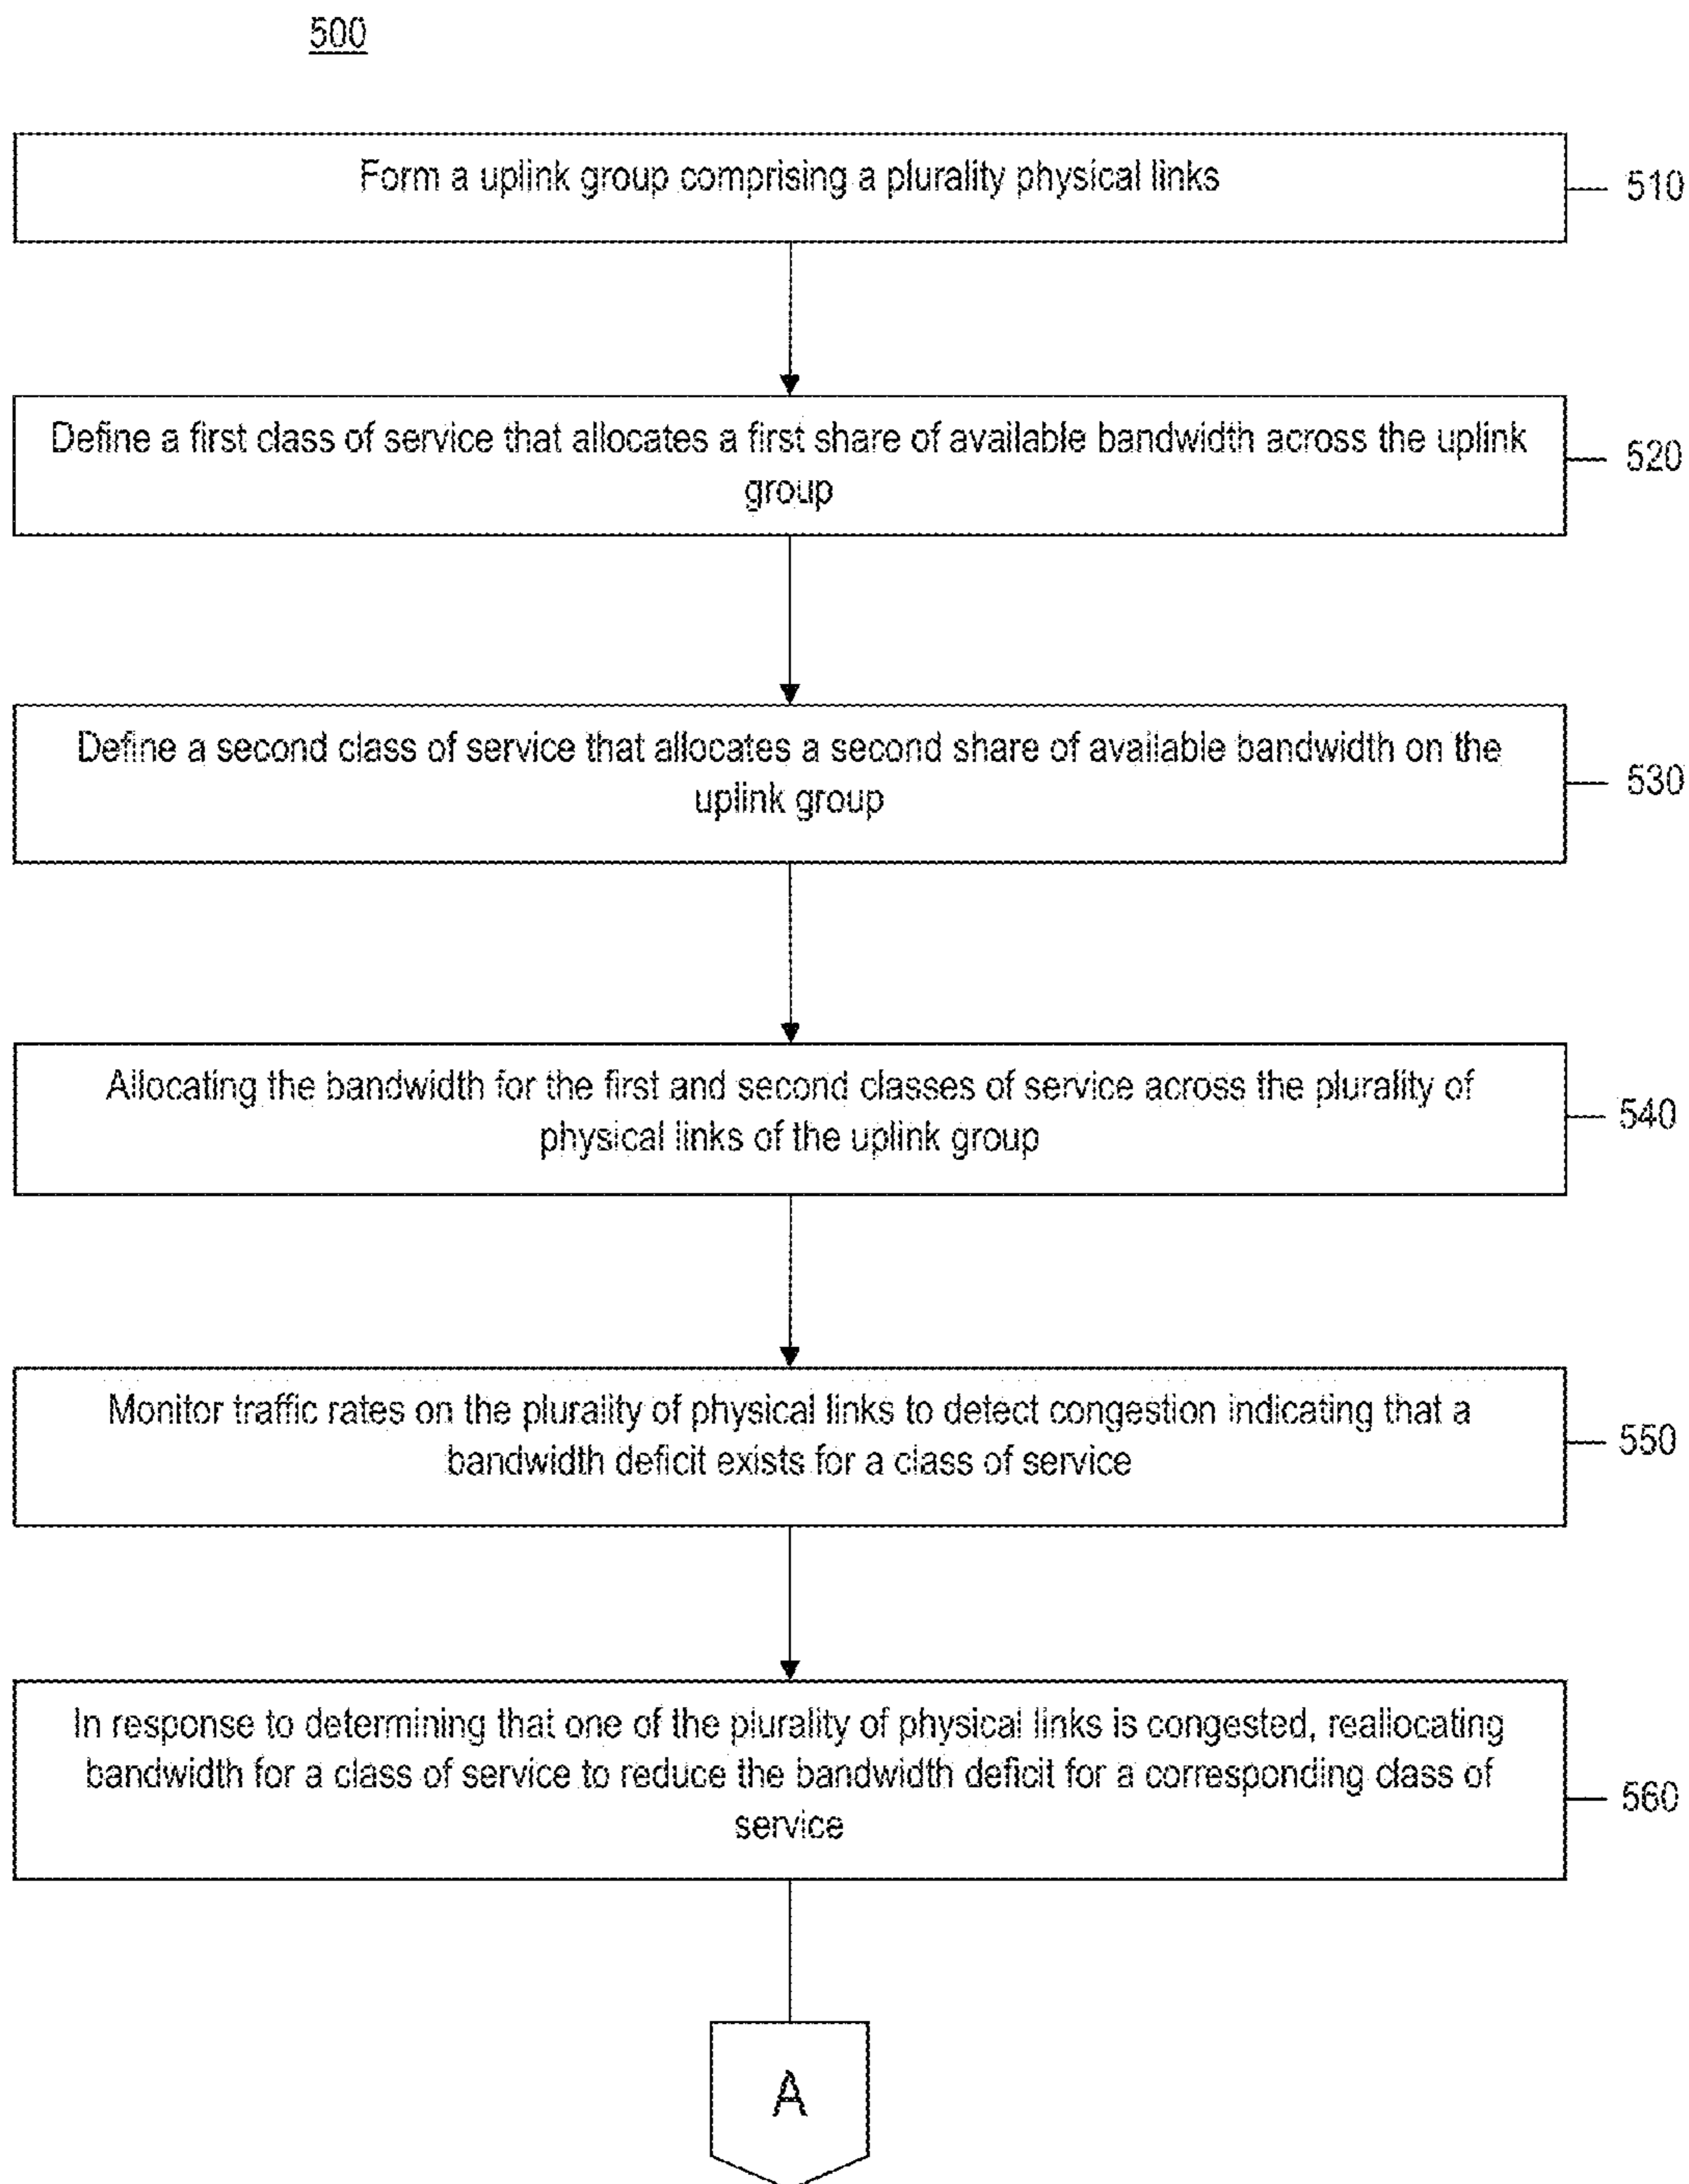 500
Form a uplink group comprising a plurality physical links
510
Define a first class of service that allocates a first share of available bandwidth across the uplink
group
520
Define a second class of service that allocates a second share of available bandwidth on the
uplink group
530
Allocating the bandwidth for the first and second classes of service across the plurality of
physical links of the uplink group
540
Monitor traffic rates on the plurality of physical links to detect congestion indicating that a
bandwidth deficit exists for a class of service
550
In response to determining that one of the plurality of physical links is congested, reallocating
bandwidth for a class of service to reduce the bandwidth deficit for a corresponding class of
service
560
A